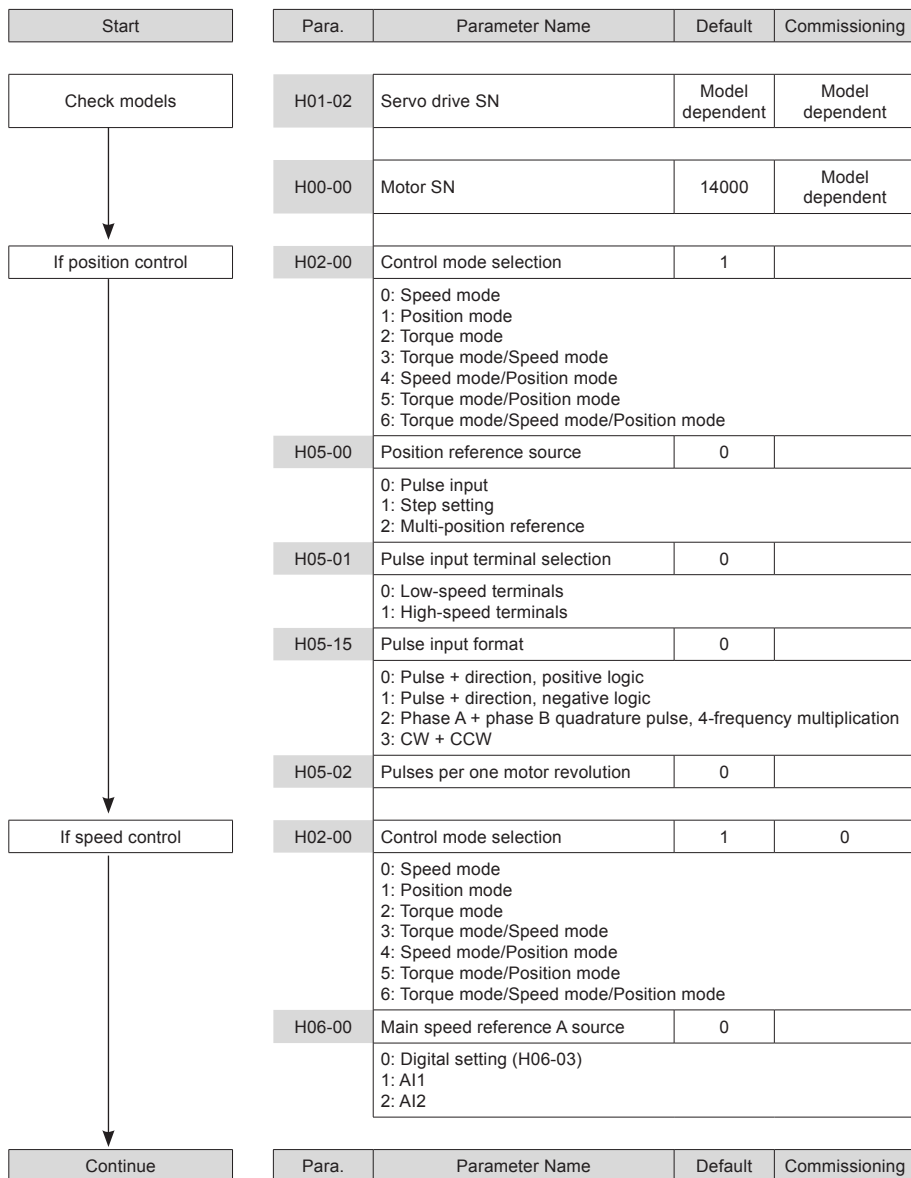 Start Para. Parameter Name Default Commissioning
Check models H01-02 Servo drive SN Model dependent Model dependent
H00-00 Motor SN 14000 Model dependent
If position control H02-00 Control mode selection 1
0: Speed mode
1: Position mode
2: Torque mode
3: Torque mode/Speed mode
4: Speed mode/Position mode
5: Torque mode/Position mode
6: Torque mode/Speed mode/Position mode
H05-00 Position reference source 0
0: Pulse input
1: Step setting
2: Multi-position reference
H05-01 Pulse input terminal selection 0
0: Low-speed terminals
1: High-speed terminals
H05-15 Pulse input format 0
0: Pulse + direction, positive logic
1: Pulse + direction, negative logic
2: Phase A + phase B quadrature pulse, 4-frequency multiplication
3: CW + CCW
H05-02 Pulses per one motor revolution 0
If speed control H02-00 Control mode selection 1 0
0: Speed mode
1: Position mode
2: Torque mode
3: Torque mode/Speed mode
4: Speed mode/Position mode
5: Torque mode/Position mode
6: Torque mode/Speed mode/Position mode
H06-00 Main speed reference A source 0
0: Digital setting (H06-03)
1: AI1
2: AI2
Continue Para. Parameter Name Default Commissioning